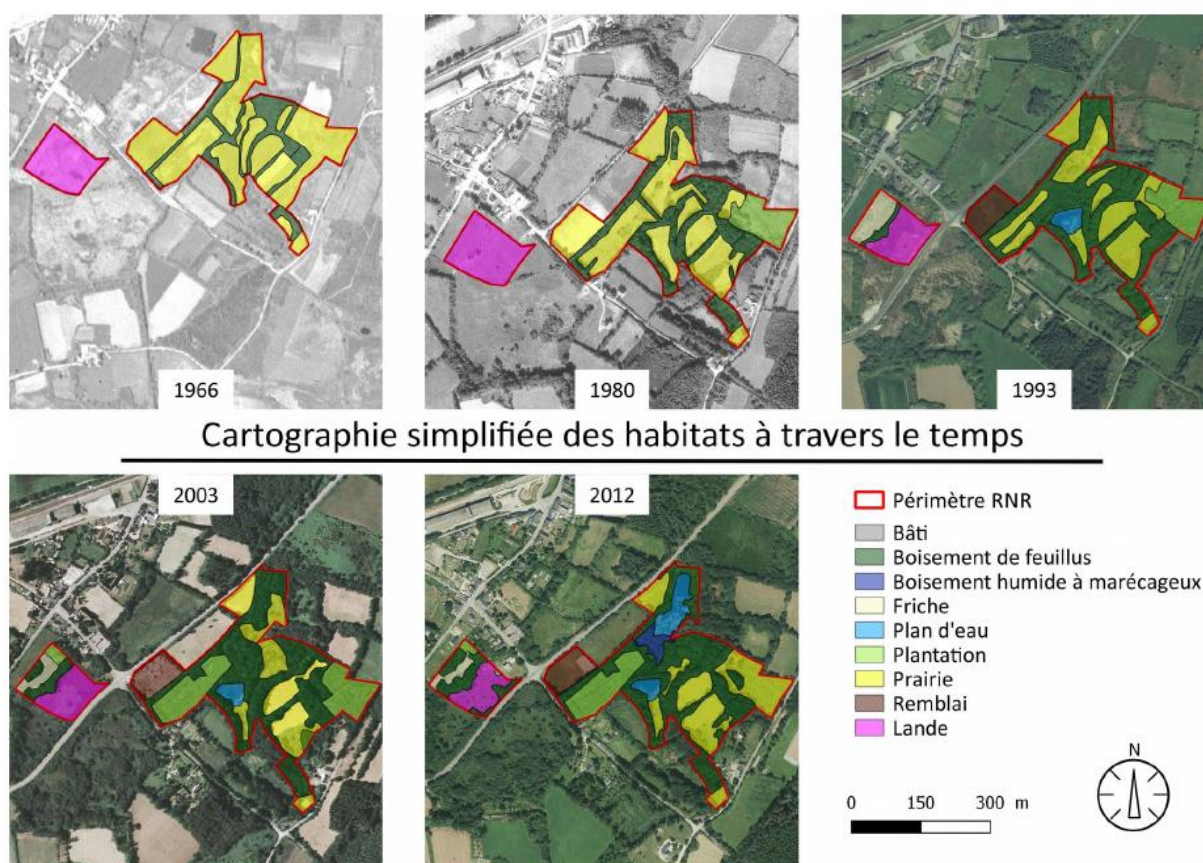 1966
1980
1993
Cartographie simplifiée des habitats à travers le temps
2003
2012
Périmètre RNR
Bâti
Boisement de feuillus
Boisement humide à marécageux
Friche
Plan d'eau
Plantation
Prairie
Remblai
Lande
N
0 150 300 m